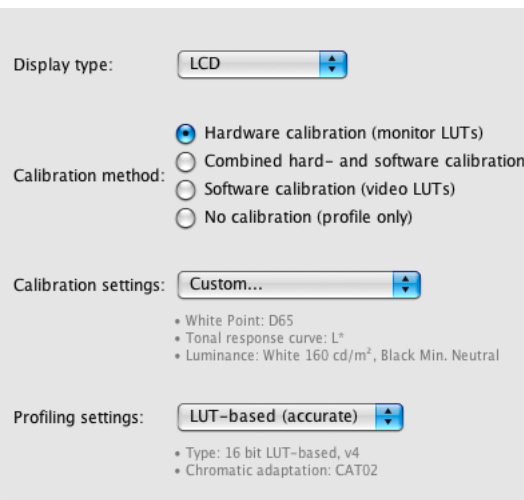 Display type: LCD
Hardware calibration (monitor LUTs)
Combined hard- and software calibration
Calibration method:
Software calibration (video LUTs)
No calibration (profile only)
Calibration settings: Custom...
• White Point: D65
• Tonal response curve: L*
• Luminance: White 160 cd/m², Black Min. Neutral
Profiling settings: LUT-based (accurate)
• Type: 16 bit LUT-based, v4
• Chromatic adaptation: CAT02